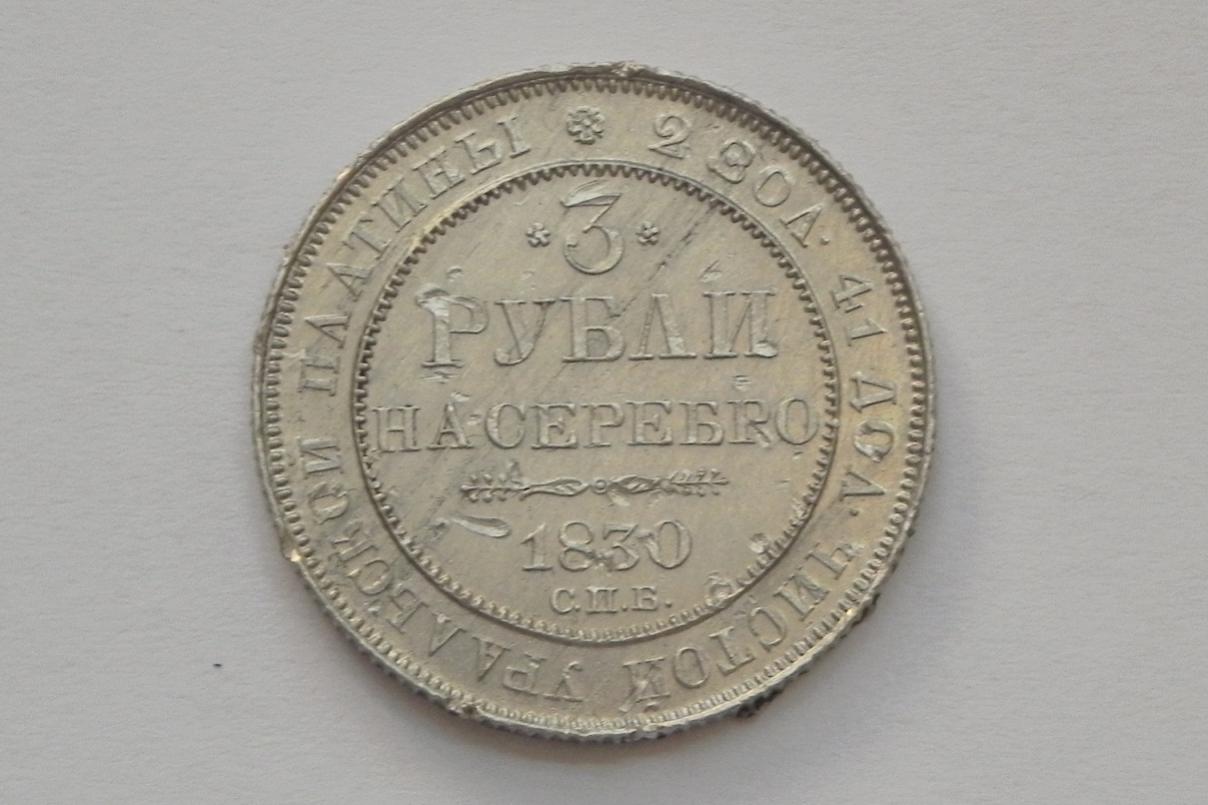 2 ЗОЛ. 41 ДОЛ. ЧИСТОЙ УРАЛЬСКОЙ ПЛАТИНЫ
3
РУБЛИ
НА СЕРЕБРО
1830
С.П.Б.